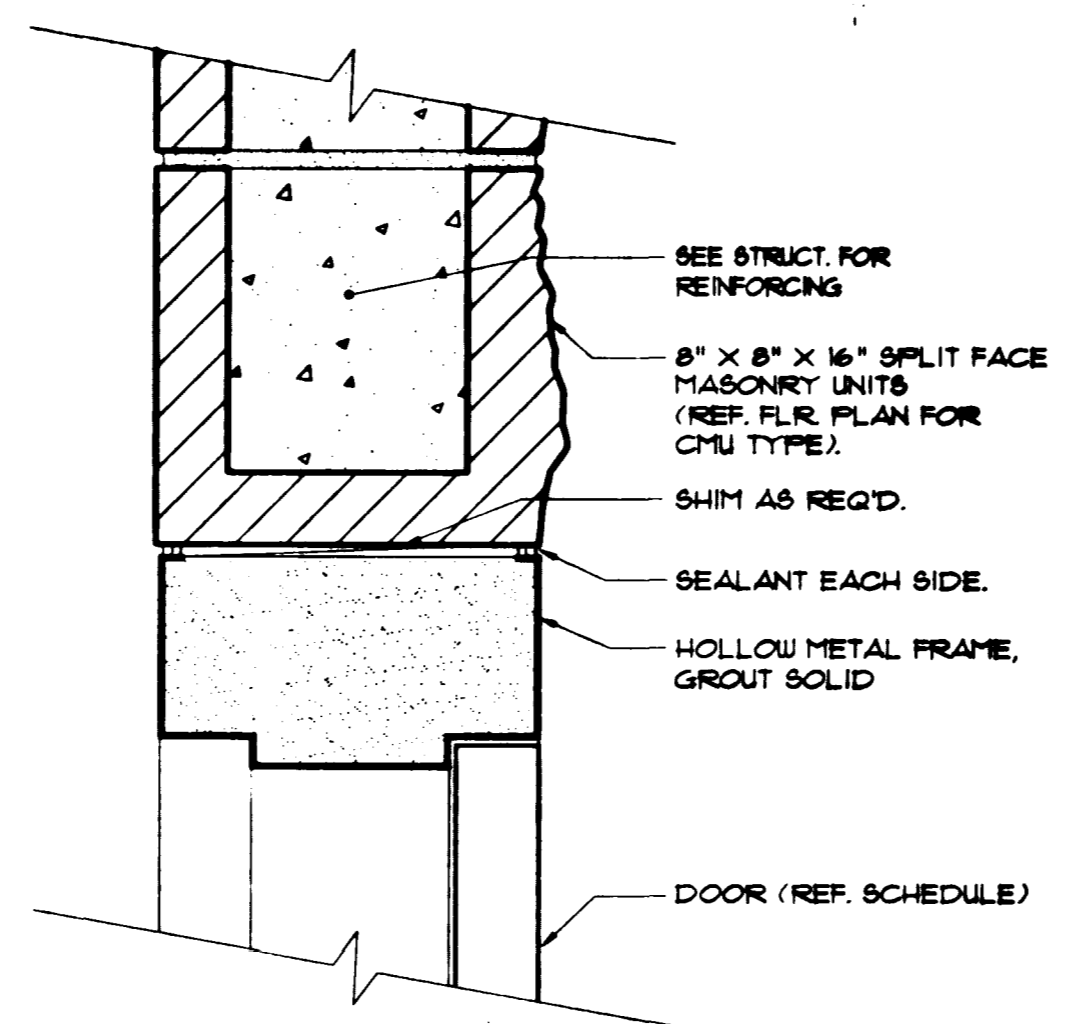 SEE STRUCT. FOR
REINFORCING
8" X 8" X 16" SPLIT FACE
MASONRY UNITS
(REF. FLR. PLAN FOR
CMU TYPE).
SHIM AS REQ'D.
SEALANT EACH SIDE.
HOLLOW METAL FRAME,
GROUT SOLID
DOOR (REF. SCHEDULE)